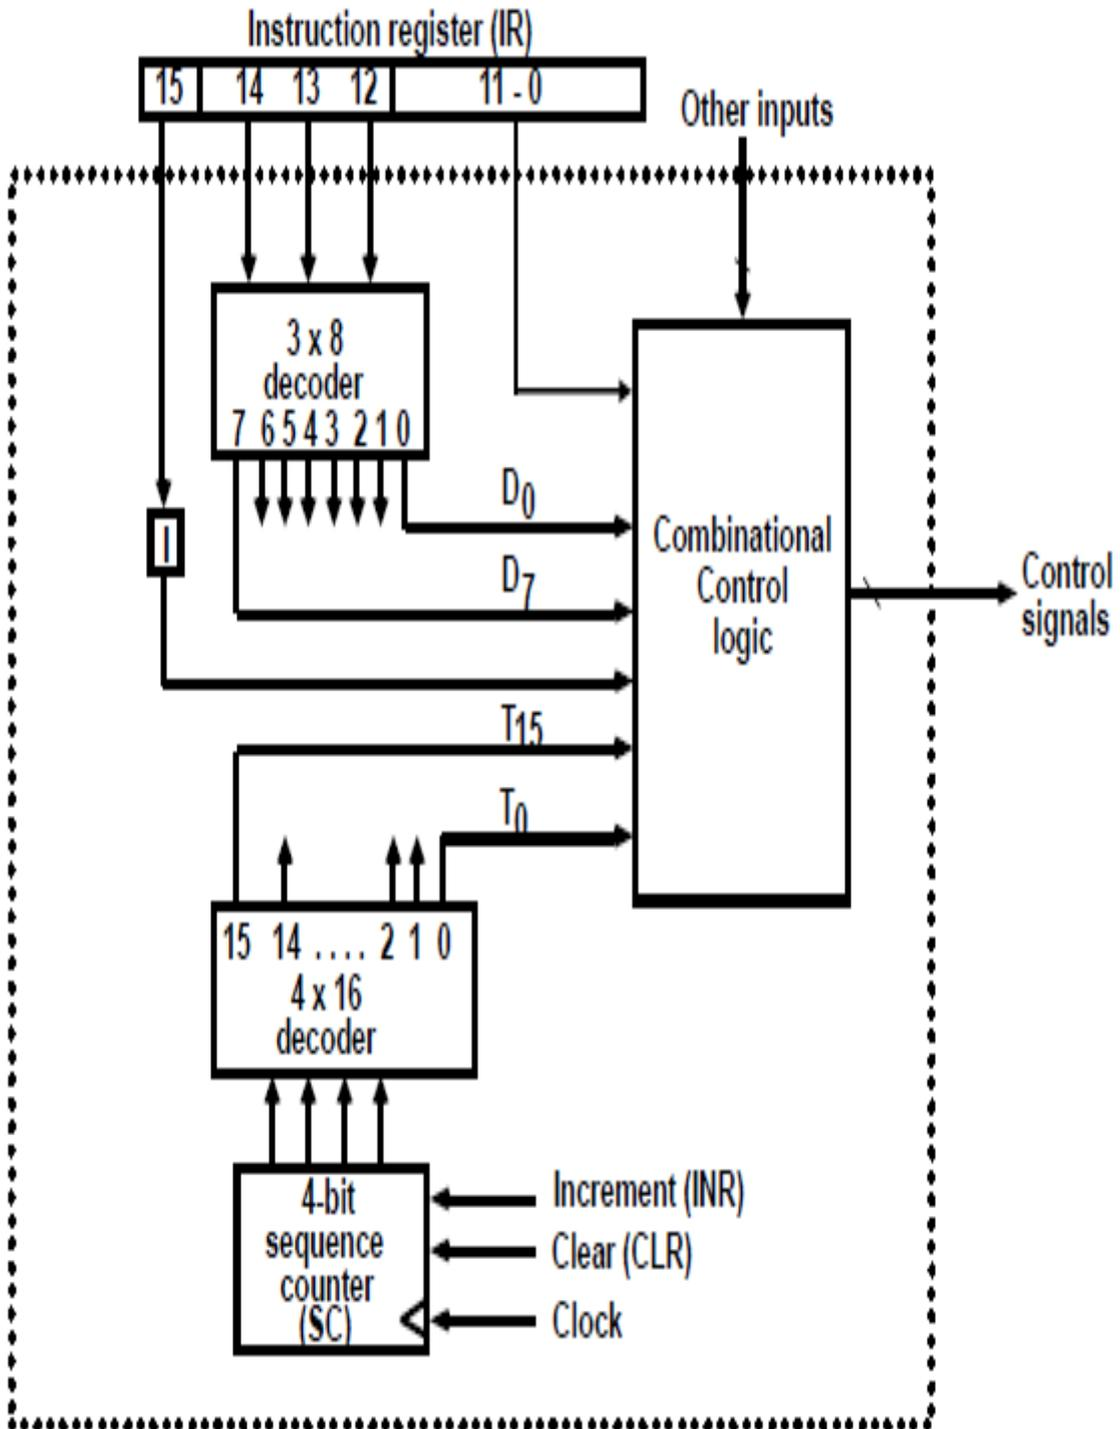 Instruction register (IR)
15 14 13 12 11 - 0
Other inputs
3 x 8
decoder
7 6 5 4 3 2 1 0
D0
I
D7
Combinational
Control
logic
Control
signals
T15
T0
15 14 .... 2 1 0
4 x 16
decoder
4-bit
sequence
counter
(SC)
Increment (INR)
Clear (CLR)
Clock